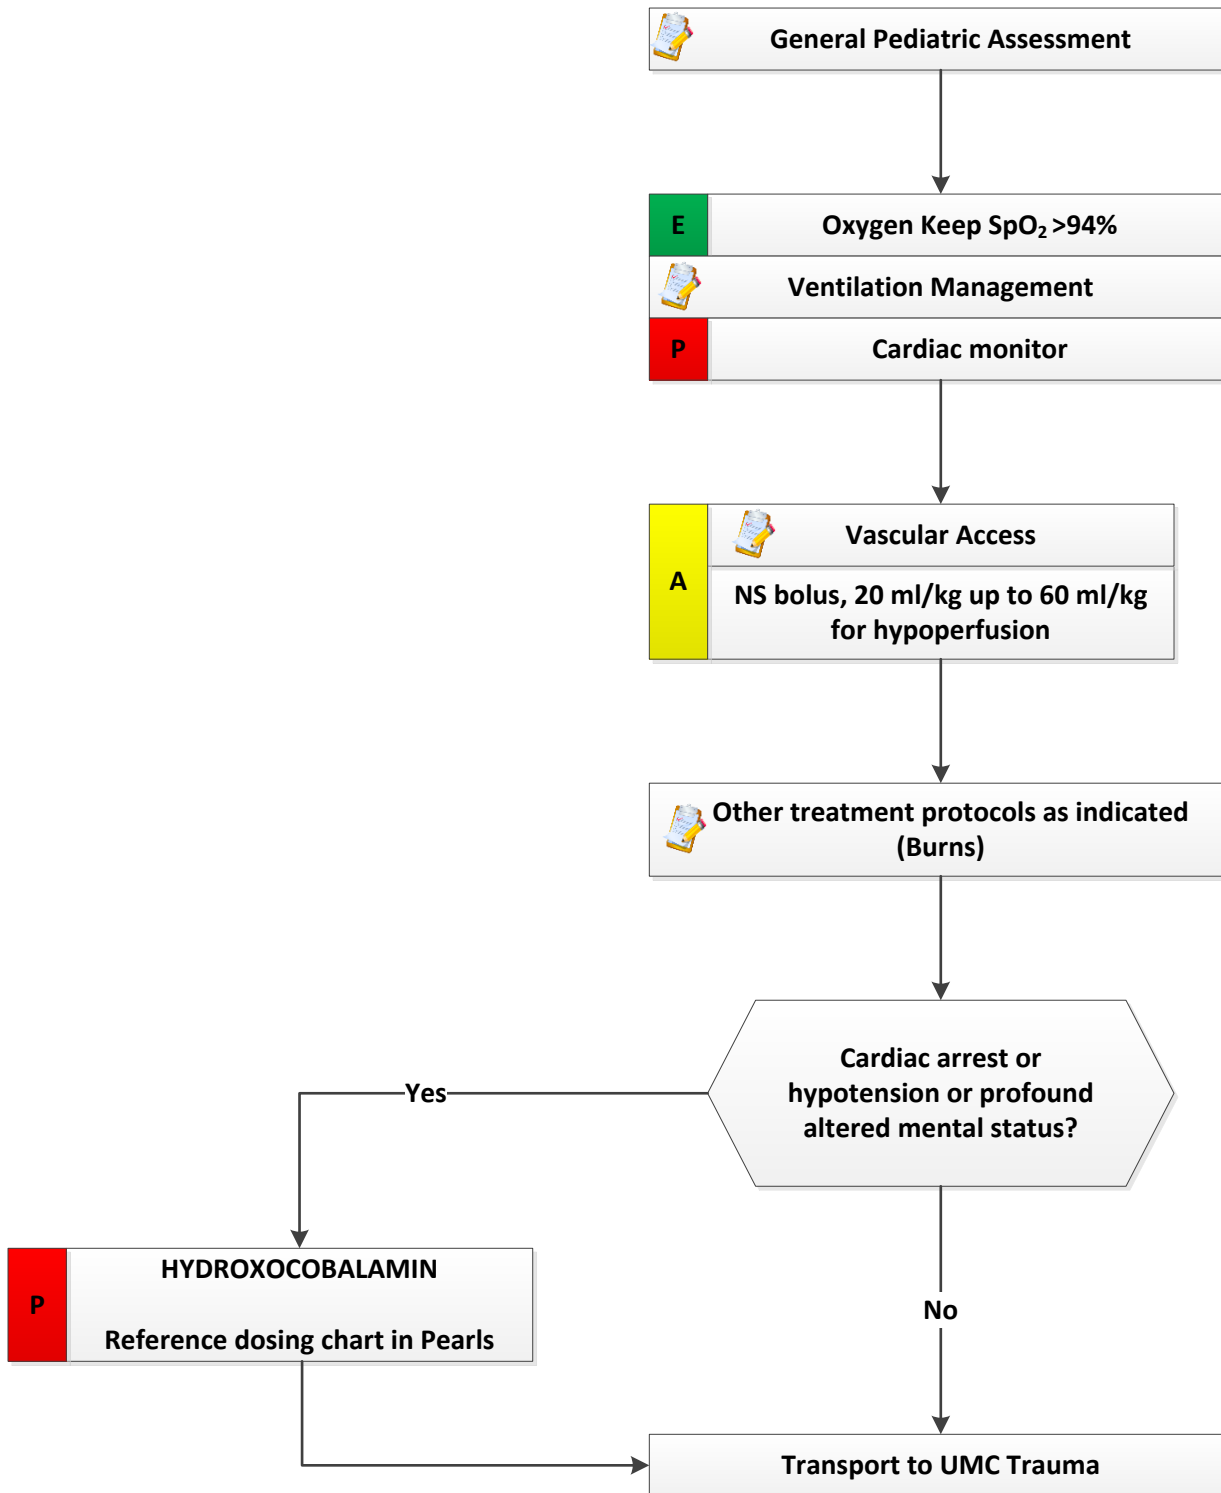 General Pediatric Assessment
E
Oxygen Keep SpO₂ >94%
Ventilation Management
P
Cardiac monitor
A
Vascular Access
NS bolus, 20 ml/kg up to 60 ml/kg
for hypoperfusion
Other treatment protocols as indicated
(Burns)
Cardiac arrest or
hypotension or profound
altered mental status?
Yes
P
HYDROXOCOBALAMIN
Reference dosing chart in Pearls
No
Transport to UMC Trauma